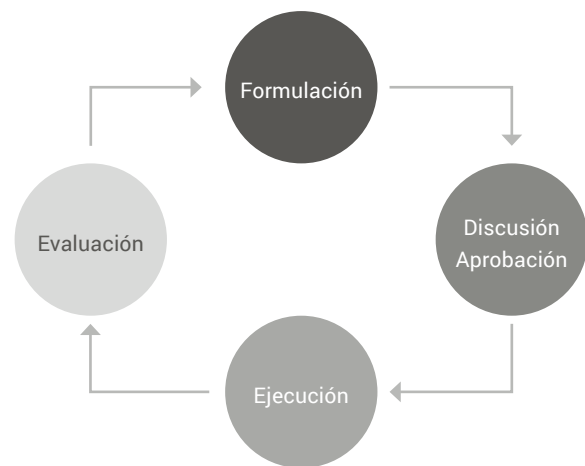 Formulación
Discusión
Aprobación
Ejecución
Evaluación